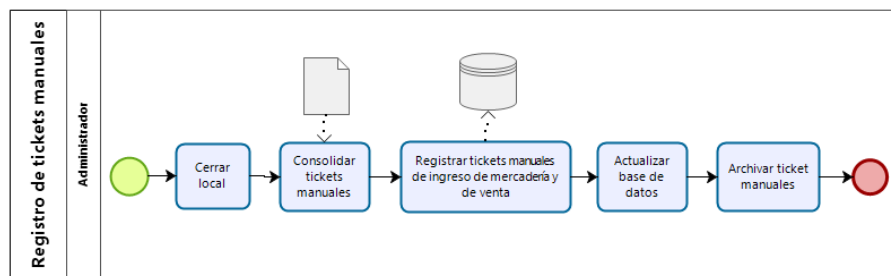 Registro de tickets manuales
Administrador
Cerrar
local
Consolidar
tickets
manuales
Registrar tickets manuales
de ingreso de mercadería y
de venta
Actualizar
base de
datos
Archivar ticket
manuales